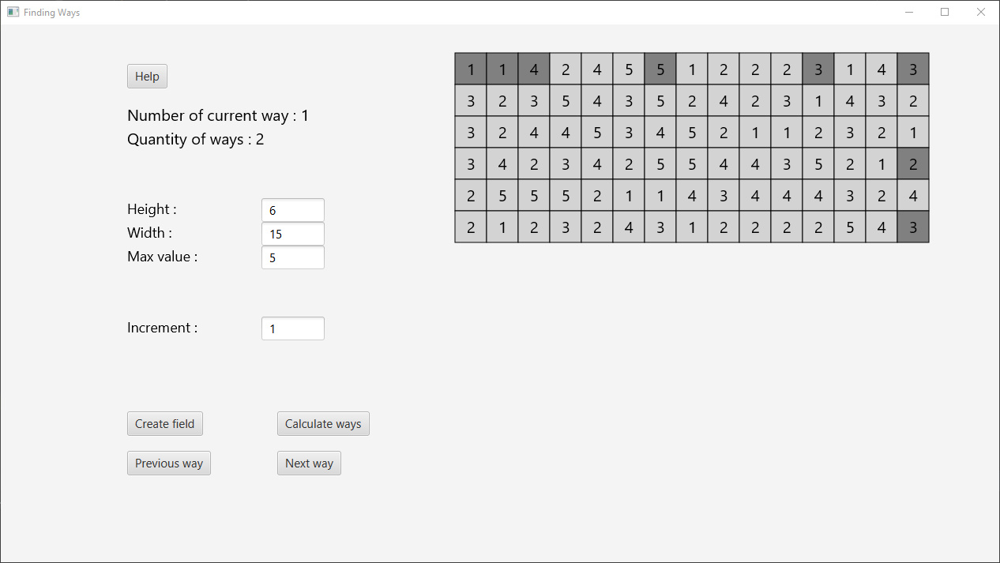 Finding Ways
Help
Number of current way : 1
Quantity of ways : 2
Height : 6
Width : 15
Max value : 5
Increment : 1
Create field Calculate ways
Previous way Next way
1 1 4 2 4 5 5 1 2 2 2 3 1 4 3
3 2 3 5 4 3 5 2 4 2 3 1 4 3 2
3 2 4 4 5 3 4 5 2 1 1 2 3 2 1
3 4 2 3 4 2 5 5 4 4 3 5 2 1 2
2 5 5 5 2 1 1 4 3 4 4 4 3 2 4
2 1 2 3 2 4 3 1 2 2 2 2 5 4 3